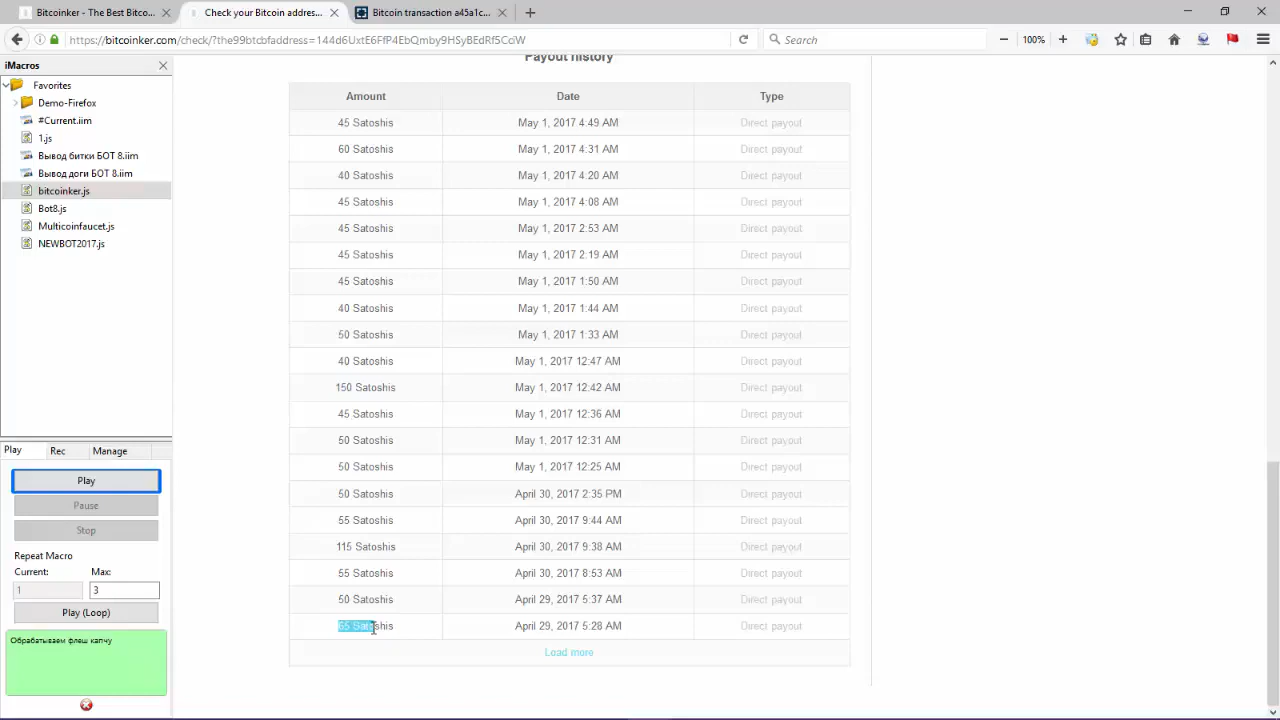 Bitcoinker - The Best Bitco...
Check your Bitcoin addres...
Bitcoin transaction a45a1c...
https://bitcoinker.com/check/?the99btcbfaddress=144d6UxtE6FfP4EbQmby9HSyBEdRf5CoW
Search
100%
iMacros
Favorites
Demo-Firefox
#Current.iim
1.js
Вывод битки БОТ 8.iim
Вывод доги БОТ 8.iim
bitcoinker.js
Bot8.js
Multicoinfaucet.js
NEWBOT2017.js
Play Rec Manage
Play
Pause
Stop
Repeat Macro
Current: Max:
1 3
Play (Loop)
Обрабатываем флеш капчу
Payout history
Amount Date Type
45 Satoshis May 1, 2017 4:49 AM Direct payout
60 Satoshis May 1, 2017 4:31 AM Direct payout
40 Satoshis May 1, 2017 4:20 AM Direct payout
45 Satoshis May 1, 2017 4:08 AM Direct payout
45 Satoshis May 1, 2017 2:53 AM Direct payout
45 Satoshis May 1, 2017 2:19 AM Direct payout
45 Satoshis May 1, 2017 1:50 AM Direct payout
40 Satoshis May 1, 2017 1:44 AM Direct payout
50 Satoshis May 1, 2017 1:33 AM Direct payout
40 Satoshis May 1, 2017 12:47 AM Direct payout
150 Satoshis May 1, 2017 12:42 AM Direct payout
45 Satoshis May 1, 2017 12:36 AM Direct payout
50 Satoshis May 1, 2017 12:31 AM Direct payout
50 Satoshis May 1, 2017 12:25 AM Direct payout
50 Satoshis April 30, 2017 2:35 PM Direct payout
55 Satoshis April 30, 2017 9:44 AM Direct payout
115 Satoshis April 30, 2017 9:38 AM Direct payout
55 Satoshis April 30, 2017 8:53 AM Direct payout
50 Satoshis April 29, 2017 5:37 AM Direct payout
65 Satoshis April 29, 2017 5:28 AM Direct payout
Load more